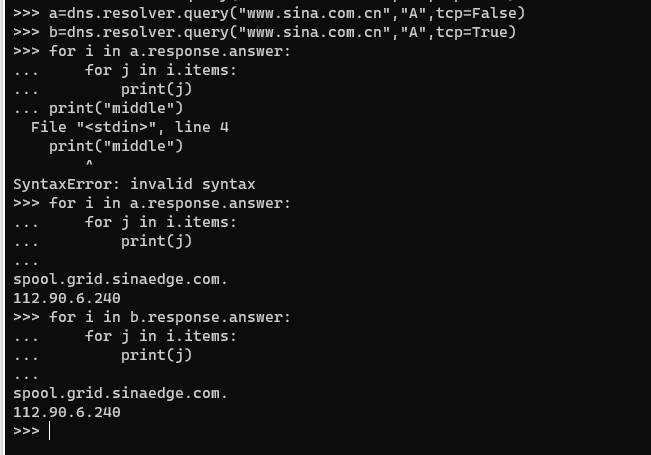 >>> a=dns.resolver.query("www.sina.com.cn","A",tcp=False)
>>> b=dns.resolver.query("www.sina.com.cn","A",tcp=True)
>>> for i in a.response.answer:
...     for j in i.items:
...         print(j)
... print("middle")
  File "<stdin>", line 4
    print("middle")
        ^
SyntaxError: invalid syntax
>>> for i in a.response.answer:
...     for j in i.items:
...         print(j)
...
spool.grid.sinaedge.com.
112.90.6.240
>>> for i in b.response.answer:
...     for j in i.items:
...         print(j)
...
spool.grid.sinaedge.com.
112.90.6.240
>>>